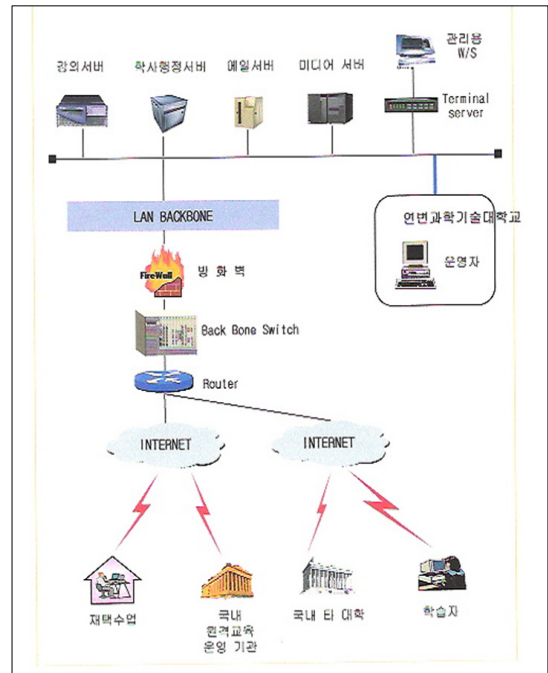 관리용
W/S
강의서버
학사행정서버
메일서버
미디어 서버
Terminal
server
LAN BACKBONE
연변과학기술대학교
운영자
FireWall
방 화 벽
Back Bone Switch
Router
INTERNET
INTERNET
재택수업
국내
원격교육
운영 기관
국내 타 대학
학습자